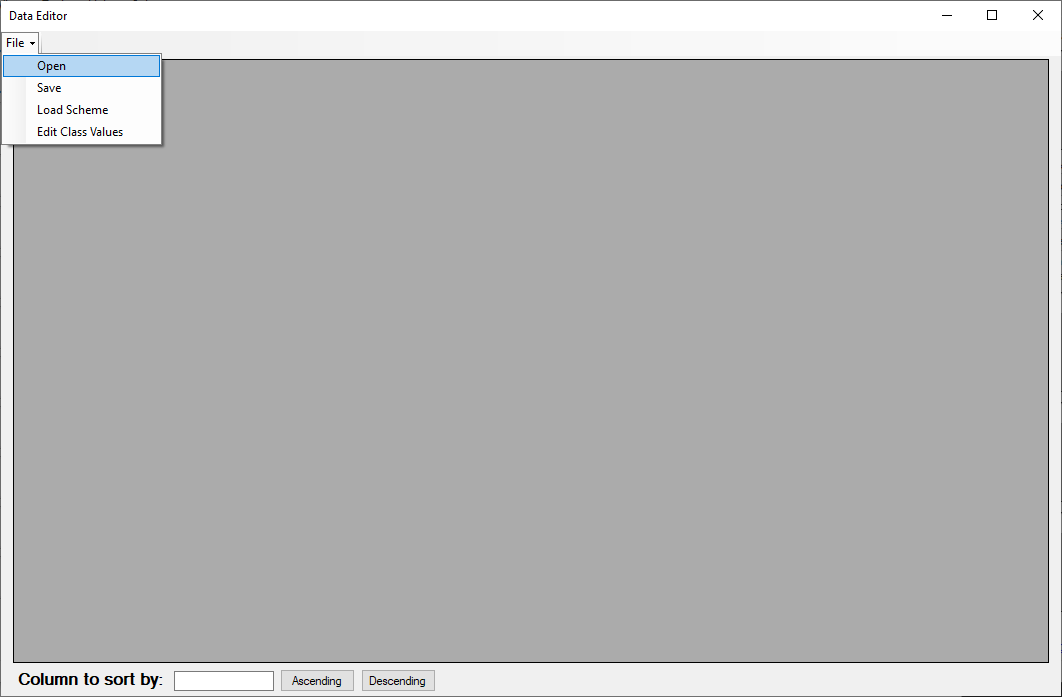 Data Editor
File
Open
Save
Load Scheme
Edit Class Values
Column to sort by: Ascending Descending